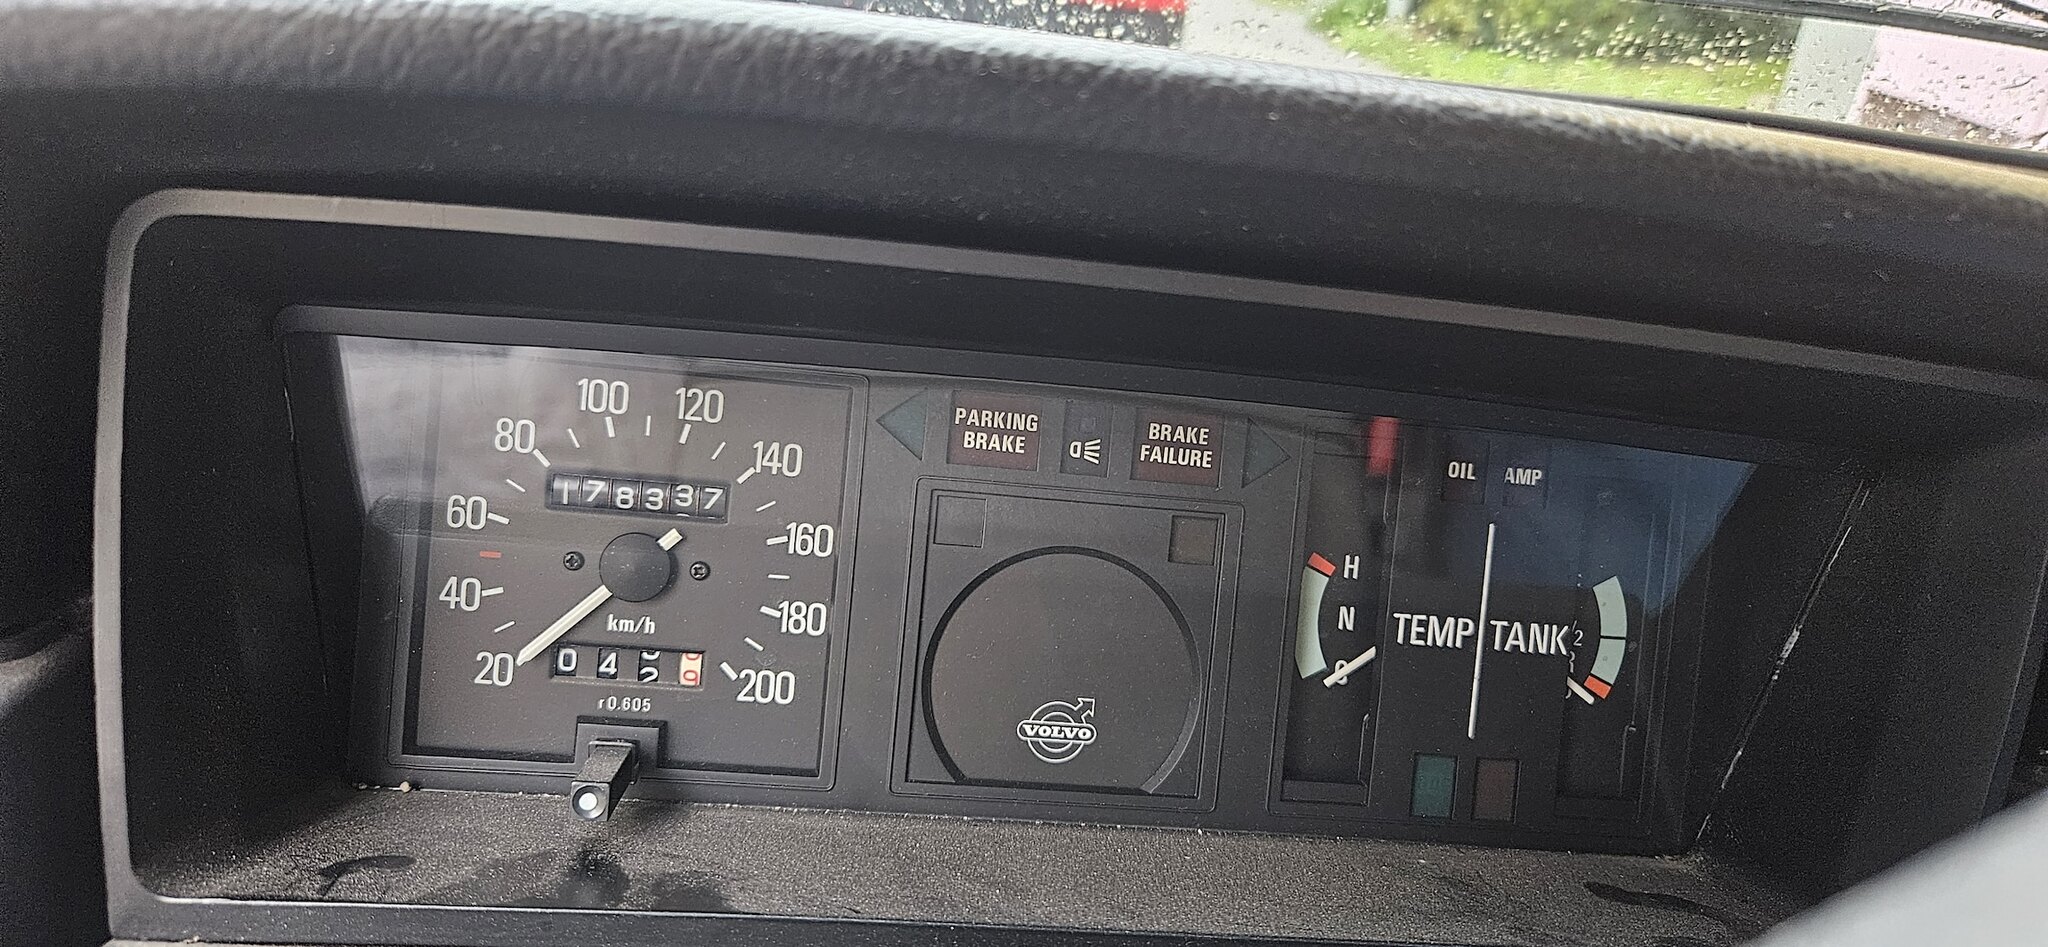 100
120
80
140
178337
60
160
40
180
km/h
20
200
r0.605
PARKING
BRAKE
BRAKE
FAILURE
VOLVO
OIL
AMP
H
N
TEMP
TANK